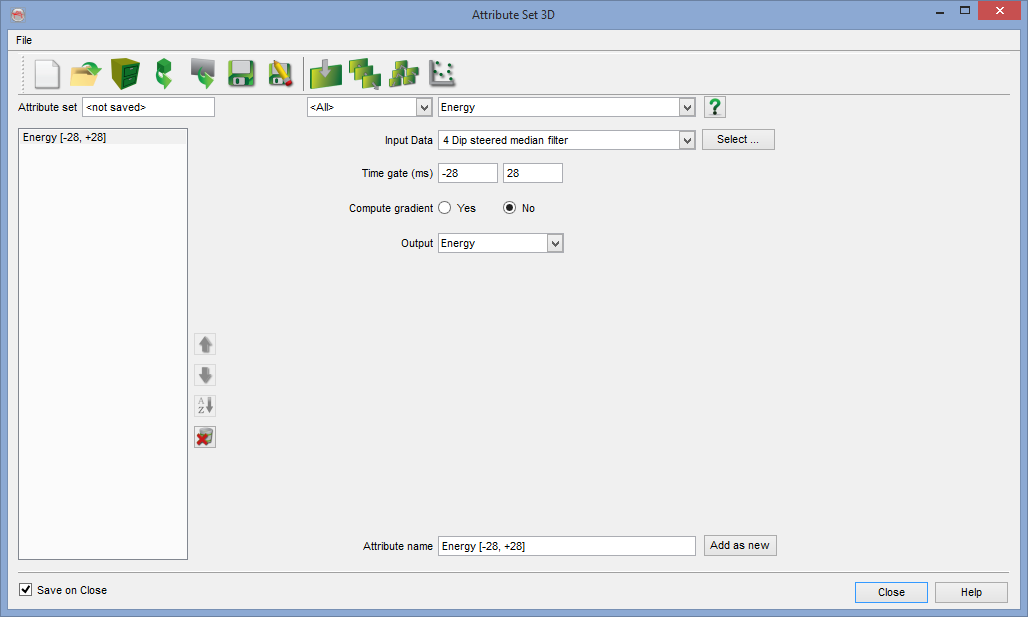 Attribute Set 3D
File
Attribute set <not saved> <All> Energy ?
Energy [-28, +28]
Input Data 4 Dip steered median filter Select ...
Time gate (ms) -28 28
Compute gradient Yes No
Output Energy
A
Z
Attribute name Energy [-28, +28] Add as new
Save on Close
Close Help